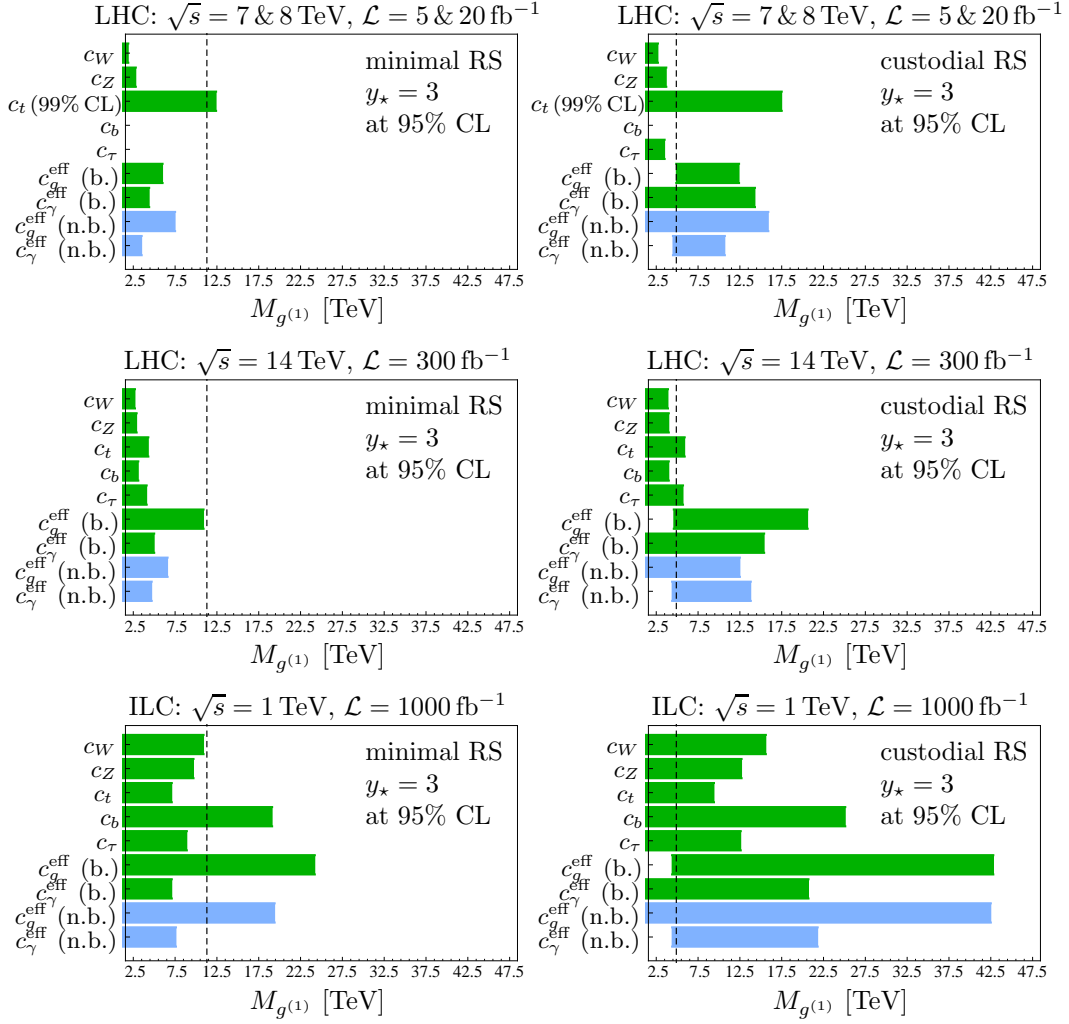 LHC: √s = 7 & 8 TeV, ℒ = 5 & 20 fb⁻¹
c_W
c_Z
c_t (99% CL)
c_b
c_τ
c_g^eff (b.)
c_γ^eff (b.)
c_g^eff (n.b.)
c_γ^eff (n.b.)
minimal RS
y⋆ = 3
at 95% CL
2.5 7.5 12.5 17.5 22.5 27.5 32.5 37.5 42.5 47.5
M_g(1) [TeV]
LHC: √s = 7 & 8 TeV, ℒ = 5 & 20 fb⁻¹
c_W
c_Z
c_t (99% CL)
c_b
c_τ
c_g^eff (b.)
c_γ^eff (b.)
c_g^eff (n.b.)
c_γ^eff (n.b.)
custodial RS
y⋆ = 3
at 95% CL
2.5 7.5 12.5 17.5 22.5 27.5 32.5 37.5 42.5 47.5
M_g(1) [TeV]
LHC: √s = 14 TeV, ℒ = 300 fb⁻¹
c_W
c_Z
c_t
c_b
c_τ
c_g^eff (b.)
c_γ^eff (b.)
c_g^eff (n.b.)
c_γ^eff (n.b.)
minimal RS
y⋆ = 3
at 95% CL
2.5 7.5 12.5 17.5 22.5 27.5 32.5 37.5 42.5 47.5
M_g(1) [TeV]
LHC: √s = 14 TeV, ℒ = 300 fb⁻¹
c_W
c_Z
c_t
c_b
c_τ
c_g^eff (b.)
c_γ^eff (b.)
c_g^eff (n.b.)
c_γ^eff (n.b.)
custodial RS
y⋆ = 3
at 95% CL
2.5 7.5 12.5 17.5 22.5 27.5 32.5 37.5 42.5 47.5
M_g(1) [TeV]
ILC: √s = 1 TeV, ℒ = 1000 fb⁻¹
c_W
c_Z
c_t
c_b
c_τ
c_g^eff (b.)
c_γ^eff (b.)
c_g^eff (n.b.)
c_γ^eff (n.b.)
minimal RS
y⋆ = 3
at 95% CL
2.5 7.5 12.5 17.5 22.5 27.5 32.5 37.5 42.5 47.5
M_g(1) [TeV]
ILC: √s = 1 TeV, ℒ = 1000 fb⁻¹
c_W
c_Z
c_t
c_b
c_τ
c_g^eff (b.)
c_γ^eff (b.)
c_g^eff (n.b.)
c_γ^eff (n.b.)
custodial RS
y⋆ = 3
at 95% CL
2.5 7.5 12.5 17.5 22.5 27.5 32.5 37.5 42.5 47.5
M_g(1) [TeV]